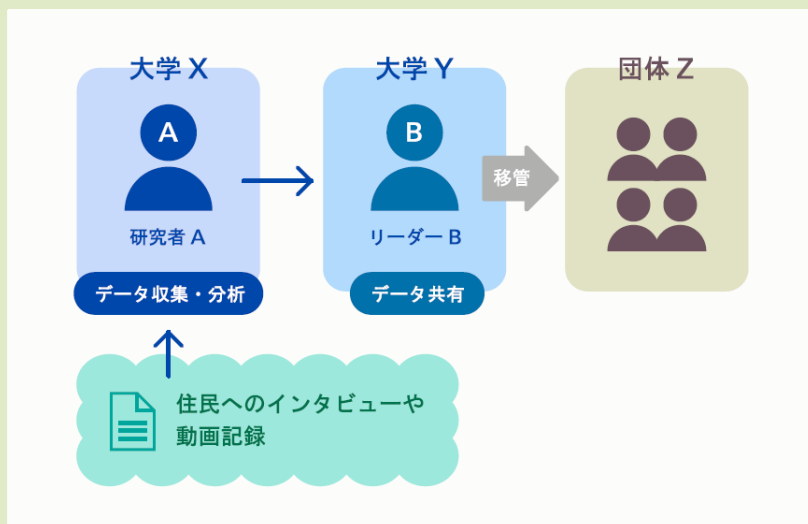 大学 X
大学 Y
団体 Z
A
B
移管
研究者 A
リーダー B
データ収集・分析
データ共有
住民へのインタビューや
動画記録